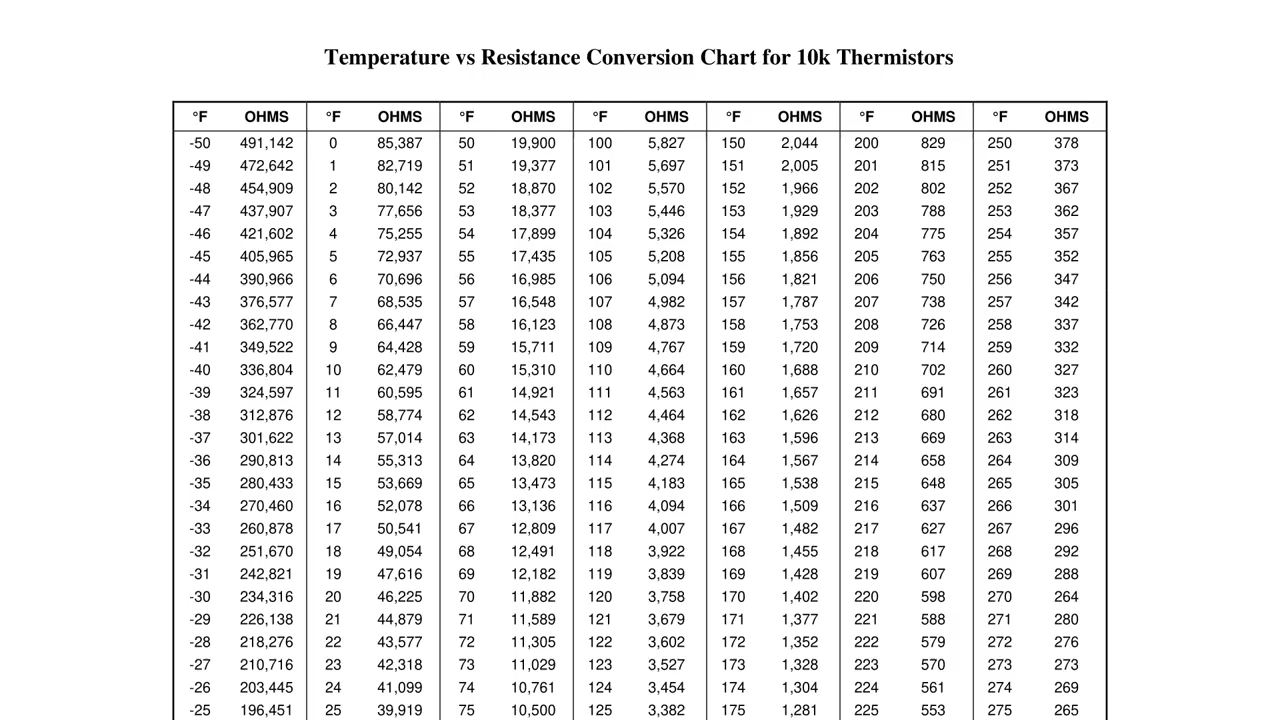 Temperature vs Resistance Conversion Chart for 10k Thermistors
°F OHMS °F OHMS °F OHMS °F OHMS °F OHMS °F OHMS °F OHMS
-50 491,142 0 85,387 50 19,900 100 5,827 150 2,044 200 829 250 378
-49 472,642 1 82,719 51 19,377 101 5,697 151 2,005 201 815 251 373
-48 454,909 2 80,142 52 18,870 102 5,570 152 1,966 202 802 252 367
-47 437,907 3 77,656 53 18,377 103 5,446 153 1,929 203 788 253 362
-46 421,602 4 75,255 54 17,899 104 5,326 154 1,892 204 775 254 357
-45 405,965 5 72,937 55 17,435 105 5,208 155 1,856 205 763 255 352
-44 390,966 6 70,696 56 16,985 106 5,094 156 1,821 206 750 256 347
-43 376,577 7 68,535 57 16,548 107 4,982 157 1,787 207 738 257 342
-42 362,770 8 66,447 58 16,123 108 4,873 158 1,753 208 726 258 337
-41 349,522 9 64,428 59 15,711 109 4,767 159 1,720 209 714 259 332
-40 336,804 10 62,479 60 15,310 110 4,664 160 1,688 210 702 260 327
-39 324,597 11 60,595 61 14,921 111 4,563 161 1,657 211 691 261 323
-38 312,876 12 58,774 62 14,543 112 4,464 162 1,626 212 680 262 318
-37 301,622 13 57,014 63 14,173 113 4,368 163 1,596 213 669 263 314
-36 290,813 14 55,313 64 13,820 114 4,274 164 1,567 214 658 264 309
-35 280,433 15 53,669 65 13,473 115 4,183 165 1,538 215 648 265 305
-34 270,460 16 52,078 66 13,136 116 4,094 166 1,509 216 637 266 301
-33 260,878 17 50,541 67 12,809 117 4,007 167 1,482 217 627 267 296
-32 251,670 18 49,054 68 12,491 118 3,922 168 1,455 218 617 268 292
-31 242,821 19 47,616 69 12,182 119 3,839 169 1,428 219 607 269 288
-30 234,316 20 46,225 70 11,882 120 3,758 170 1,402 220 598 270 264
-29 226,138 21 44,879 71 11,589 121 3,679 171 1,377 221 588 271 280
-28 218,276 22 43,577 72 11,305 122 3,602 172 1,352 222 579 272 276
-27 210,716 23 42,318 73 11,029 123 3,527 173 1,328 223 570 273 273
-26 203,445 24 41,099 74 10,761 124 3,454 174 1,304 224 561 274 269
-25 196,451 25 39,919 75 10,500 125 3,382 175 1,281 225 553 275 265